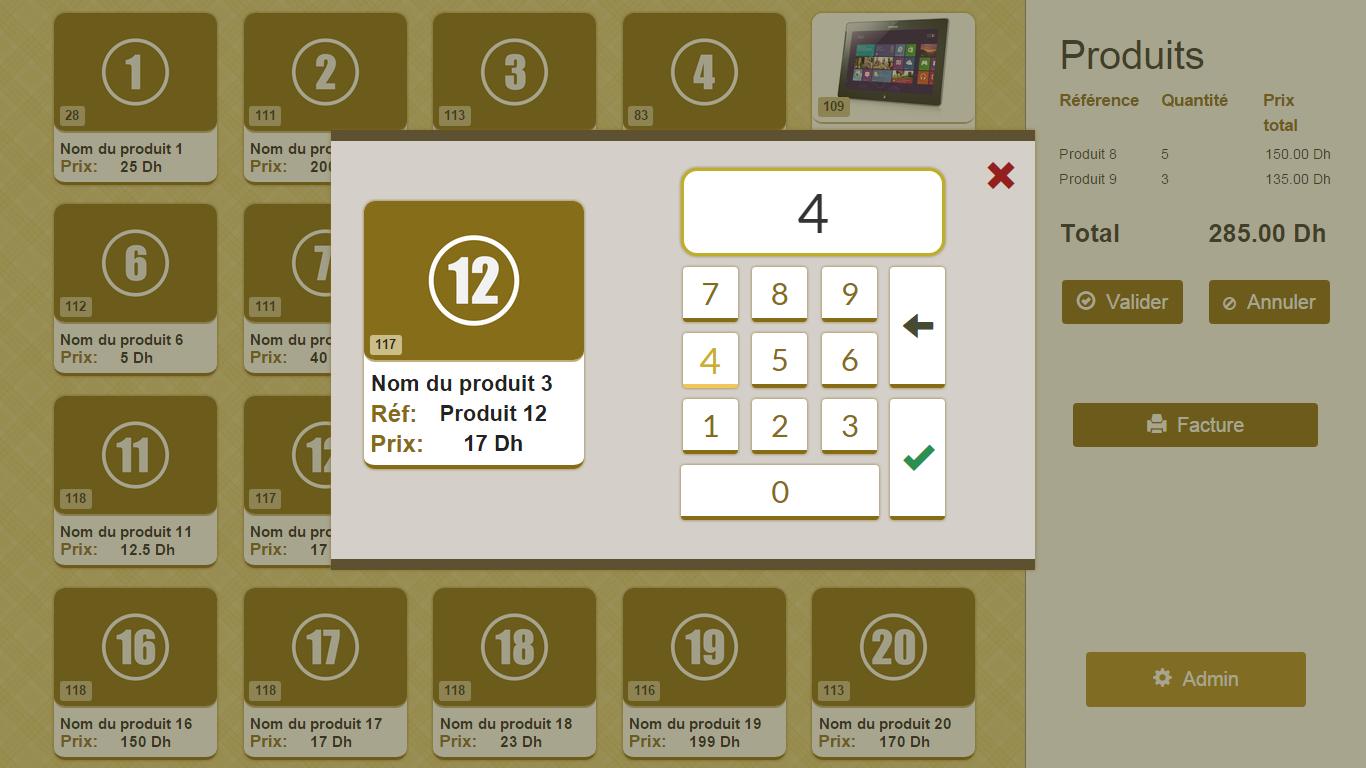 1
28
Nom du produit 1
Prix: 25 Dh
2
111
Nom du pro
Prix: 200
3
113
4
83
109
6
112
Nom du produit 6
Prix: 5 Dh
7
111
Nom du pro
Prix: 40
11
118
Nom du produit 11
Prix: 12.5 Dh
12
117
Nom du pro
Prix: 17
12
117
Nom du produit 3
Réf: Produit 12
Prix: 17 Dh
4
7 8 9
4 5 6
1 2 3
0
16
118
Nom du produit 16
Prix: 150 Dh
17
118
Nom du produit 17
Prix: 17 Dh
18
118
Nom du produit 18
Prix: 23 Dh
19
116
Nom du produit 19
Prix: 199 Dh
20
113
Nom du produit 20
Prix: 170 Dh
Produits
Référence Quantité Prix total
Produit 8 5 150.00 Dh
Produit 9 3 135.00 Dh
Total 285.00 Dh
Valider Annuler
Facture
Admin